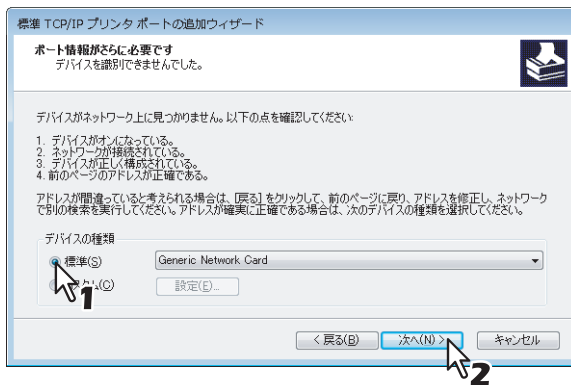 標準 TCP/IP プリンタ ポートの追加ウィザード
ポート情報がさらに必要です
デバイスを識別できませんでした。
デバイスがネットワーク上に見つかりません。以下の点を確認してください:
1. デバイスがオンになっている。
2. ネットワークが接続されている。
3. デバイスが正しく構成されている。
4. 前のページのアドレスが正確である。
アドレスが間違っていると考えられる場合は、[戻る] をクリックして、前のページに戻り、アドレスを修正し、ネットワーク
で別の検索を実行してください。アドレスが確実に正確である場合は、次のデバイスの種類を選択してください。
デバイスの種類
標準(S) Generic Network Card
(C) 設定(E)...
1
< 戻る(B) 次へ(N) > キャンセル
2